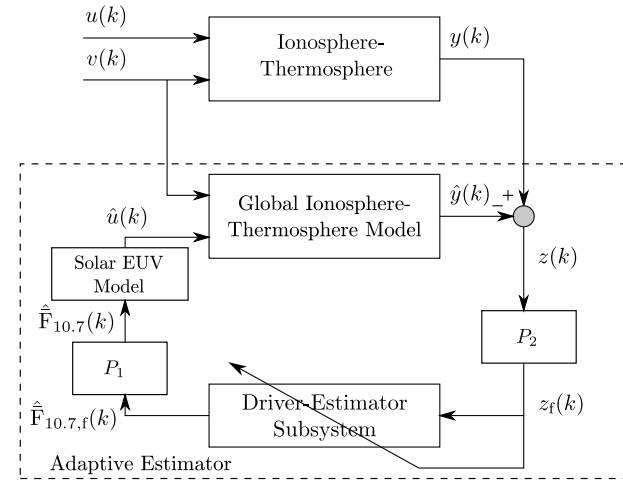 u(k)
v(k)
Ionosphere-
Thermosphere
y(k)
Global Ionosphere-
Thermosphere Model
ŷ(k)
− +
û(k)
z(k)
Solar EUV
Model
F̄̂₁₀.₇(k)
P₁
P₂
F̄̂₁₀.₇,f(k)
Driver-Estimator
Subsystem
z_f(k)
Adaptive Estimator